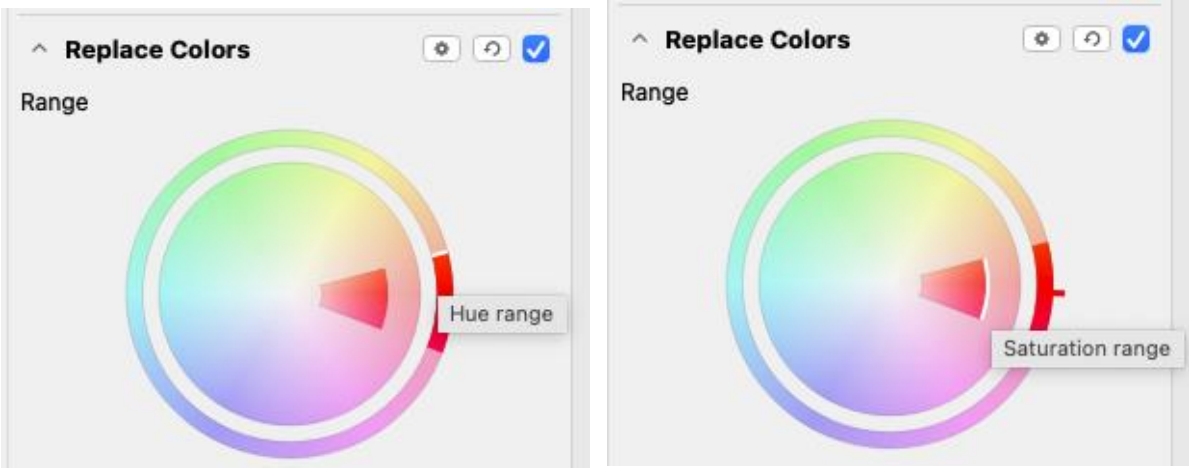 Replace Colors
Range
Hue range
Replace Colors
Range
Saturation range